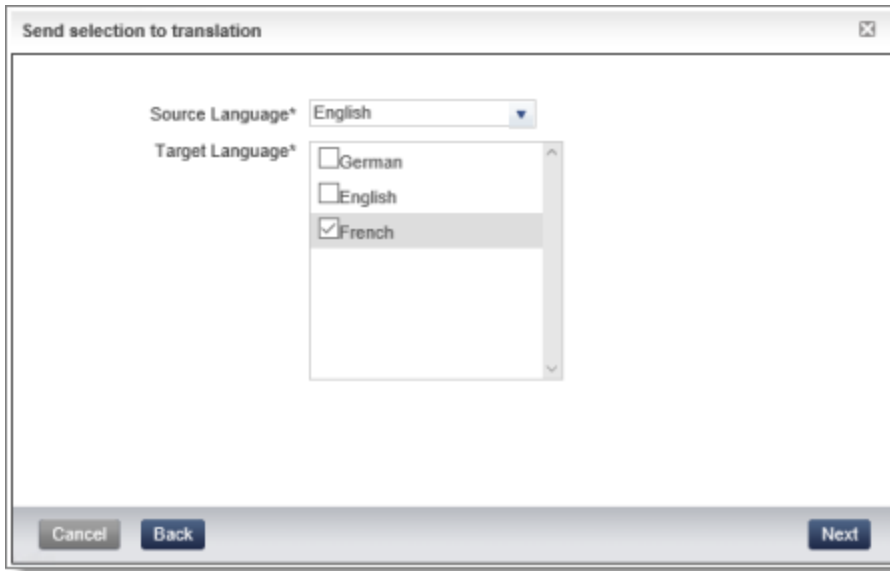 Send selection to translation
Source Language* English
Target Language*
German
English
French
Cancel Back Next